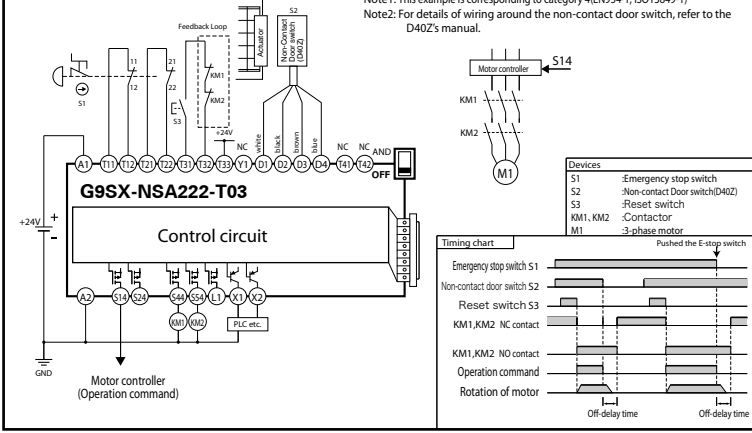 Note1: This example is corresponding to category 4(EN954-1, ISO13849-1)
Note2: For details of wiring around the non-contact door switch, refer to the
D40Z's manual.
Feedback Loop
Actuator
S2
Non-Contact
Door switch
(D40Z)
11
12
21
22
S1
S3
KM1
KM2
+24V
NC
white
black
brown
blue
NC
NC
AND
OFF
A1
T11
T12
T21
T22
T31
T32
T33
Y1
D1
D2
D3
D4
T41
T42
G9SX-NSA222-T03
+24V
+
Control circuit
A2
S14
S24
S44
S54
L1
X1
X2
KM1
KM2
PLC etc.
GND
Motor controller
(Operation command)
Motor controller
S14
KM1
KM2
M1
Devices
S1 :Emergency stop switch
S2 :Non-contact Door switch(D40Z)
S3 :Reset switch
KM1, KM2 :Contactor
M1 :3-phase motor
Timing chart
Pushed the E-stop switch
Emergency stop switch S1
Non-contact door switch S2
Reset switch S3
KM1,KM2 NC contact
KM1,KM2 NO contact
Operation command
Rotation of motor
Off-delay time
Off-delay time